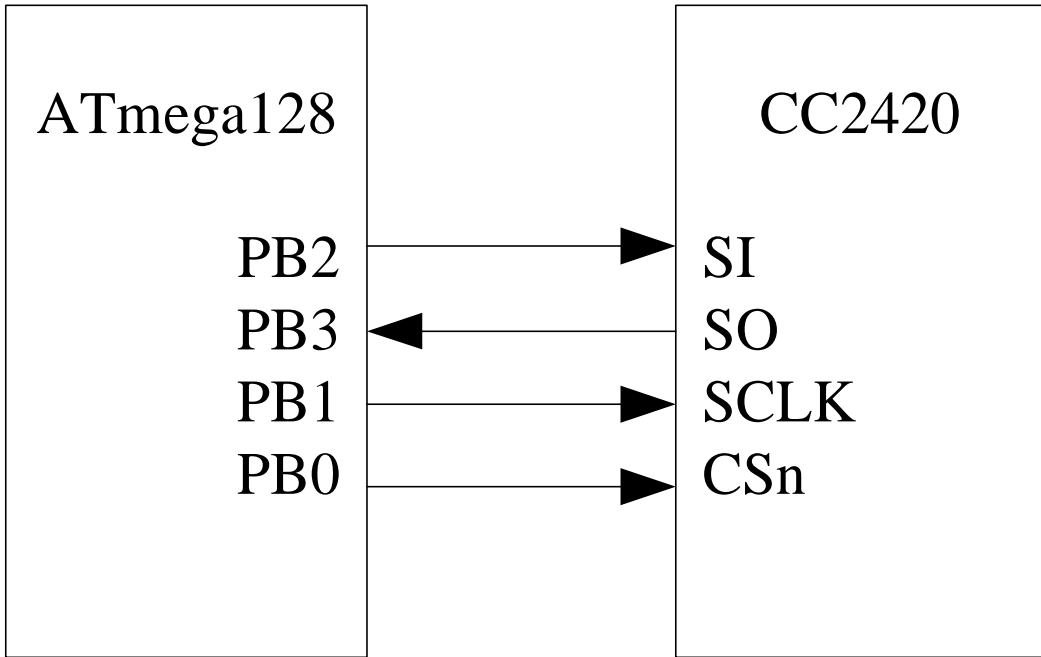 ATmega128 CC2420
PB2 SI
PB3 SO
PB1 SCLK
PB0 CSn